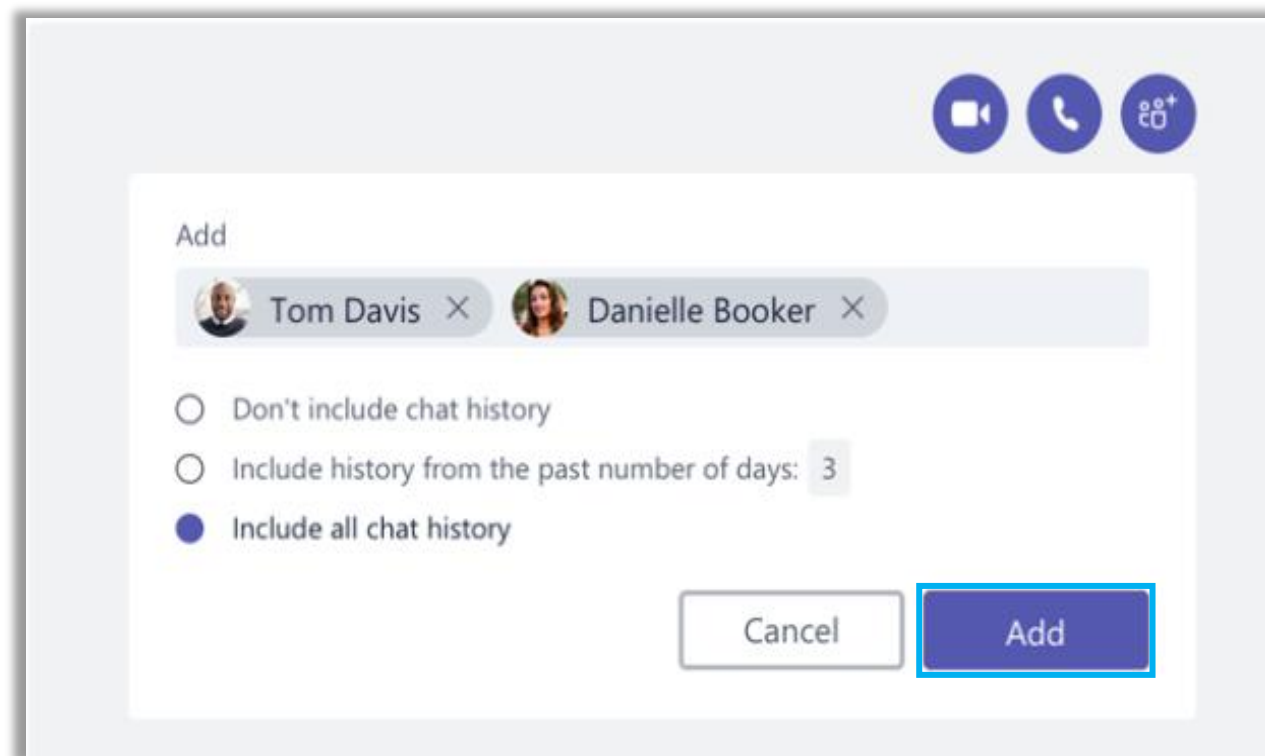 Add
Tom Davis Danielle Booker
Don't include chat history
Include history from the past number of days: 3
Include all chat history
Cancel Add